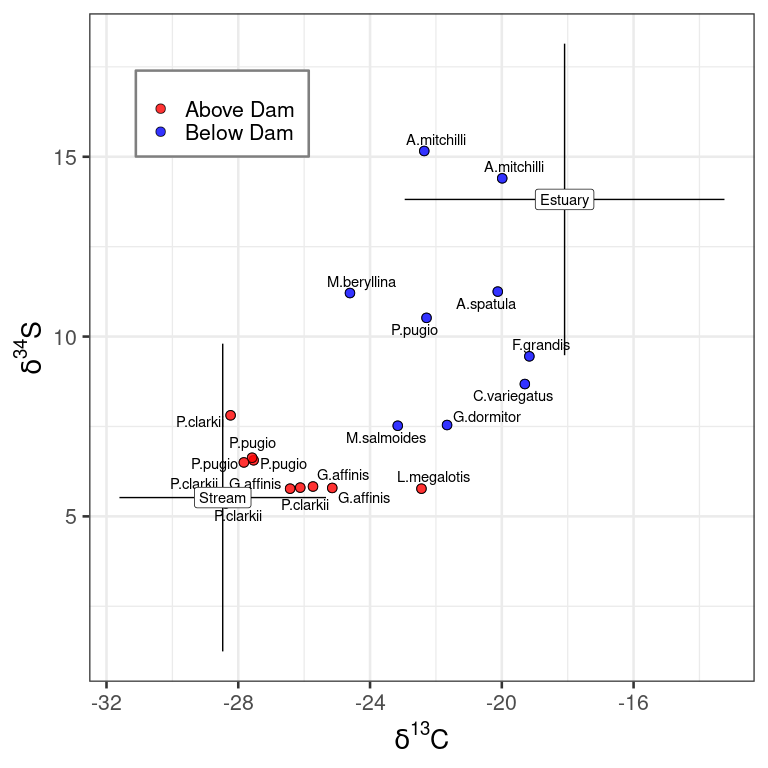 Above Dam
Below Dam
A.mitchilli
A.mitchilli
Estuary
M.beryllina
A.spatula
P.pugio
F.grandis
C.variegatus
G.dormitor
M.salmoides
P.clarki
P.pugio
P.pugio
P.pugio
L.megalotis
G.affinis
P.clarkii
G.affinis
G.affinis
Stream
P.clarkii
P.clarkii
15
10
5
-32
-28
-24
-20
-16
δ34S
δ13C